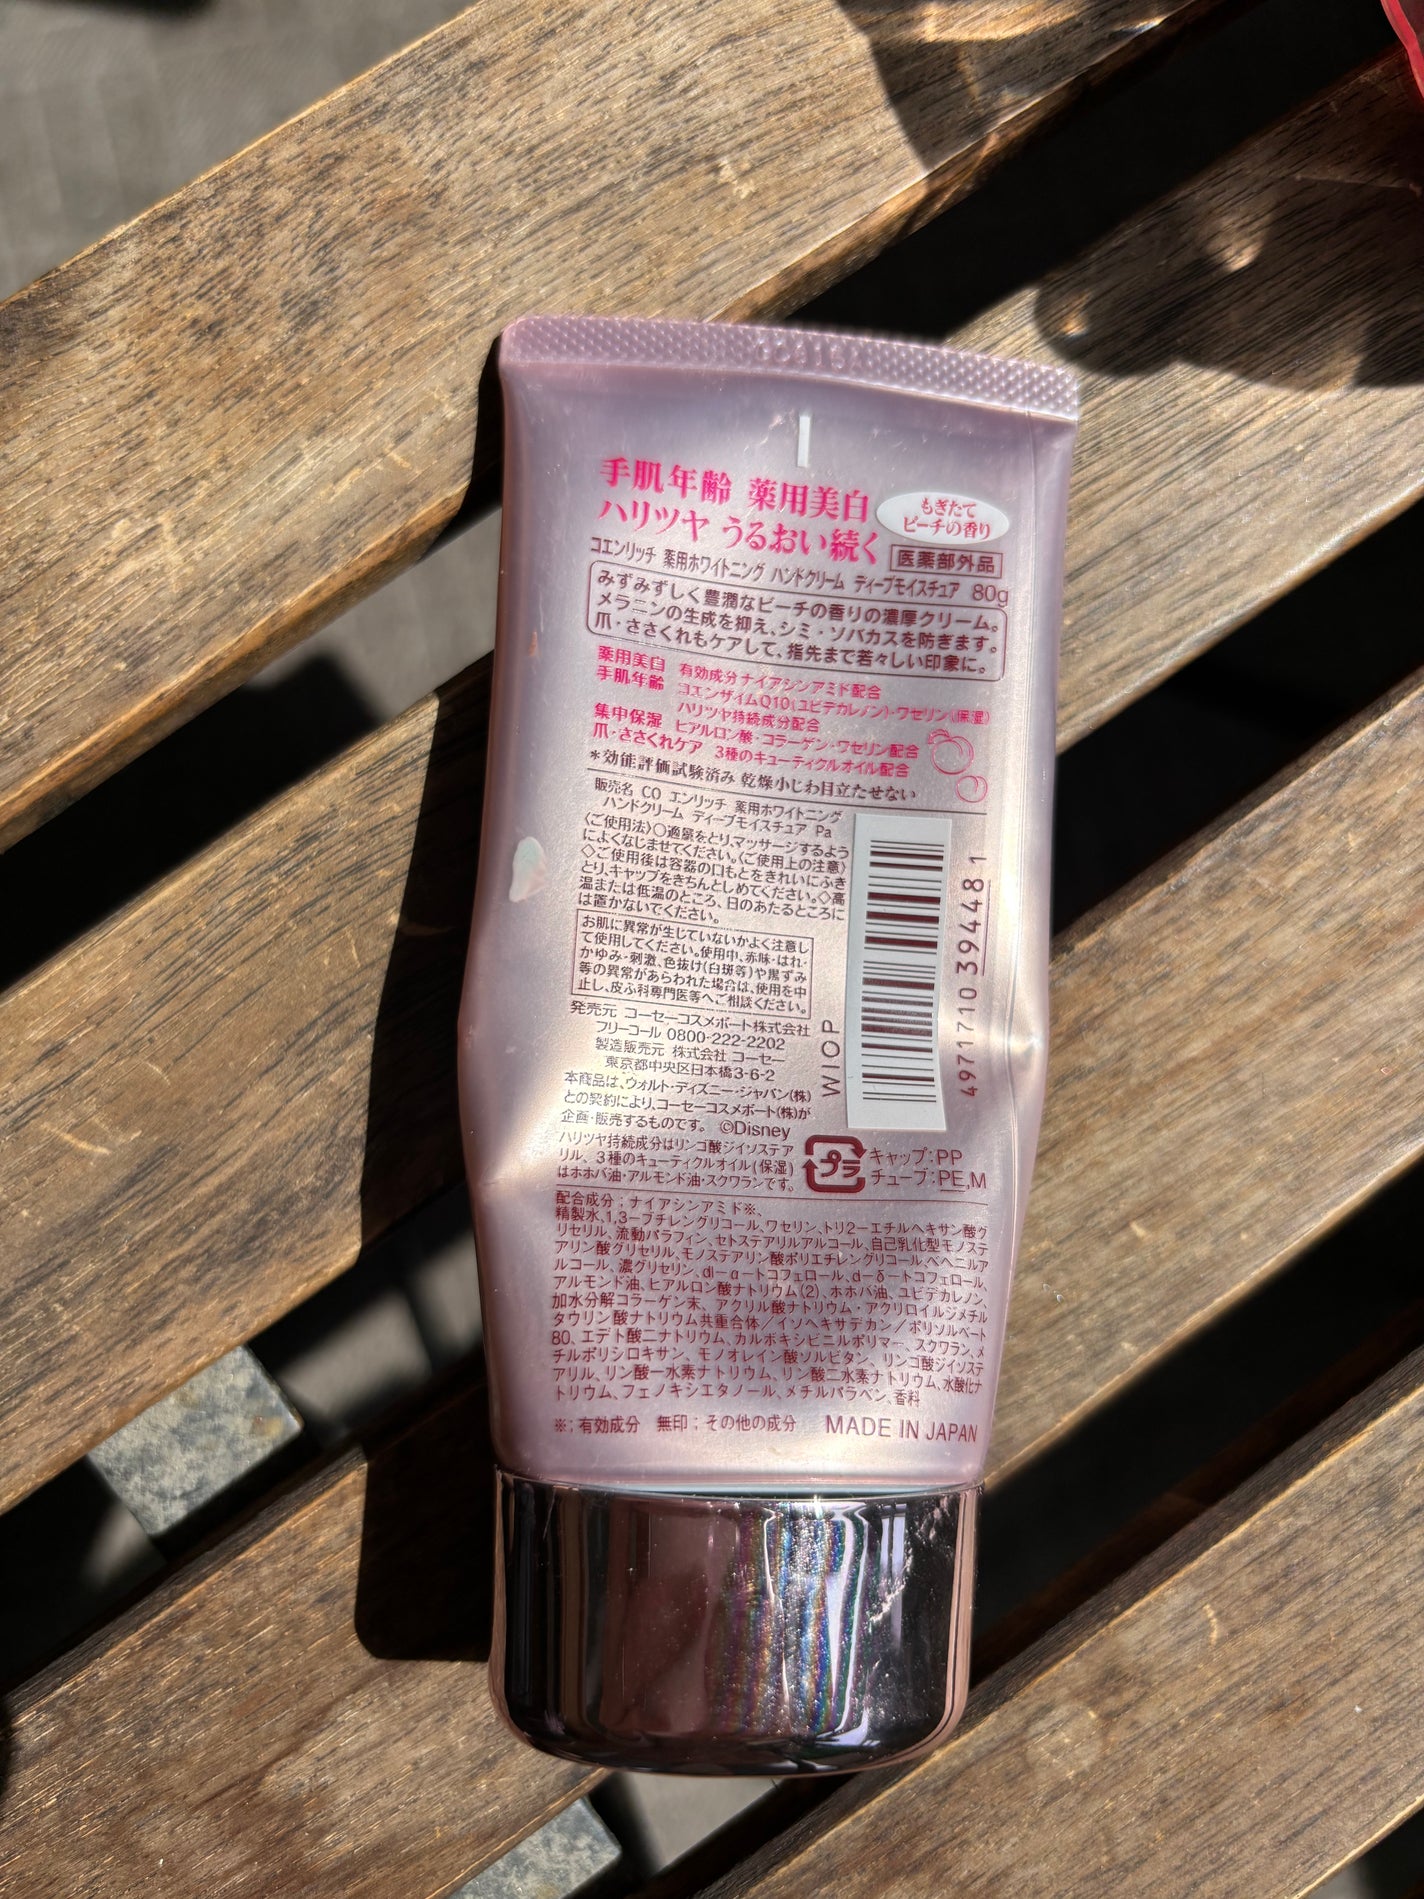 手肌年齢 薬用美白
ハリツヤ うるおい続く
もぎたて
ピーチの香り
医薬部外品
コエンリッチ 薬用ホワイトニング ハンドクリーム ディープモイスチュア 80g
みずみずしく豊潤なピーチの香りの濃厚クリーム。
メラニンの生成を抑え、シミ・ソバカスを防ぎます。
爪・ささくれもケアして、指先まで若々しい印象に。
薬用美白 有効成分ナイアシンアミド配合
手肌年齢 コエンザイムQ10(ユビデカレノン)・ワセリン(保湿)
ハリツヤ持続成分配合
集中保湿 ヒアルロン酸・コラーゲン・ワセリン配合
爪・ささくれケア 3種のキューティクルオイル配合
*効能評価試験済み 乾燥小じわ目立たせない
販売名 CO エンリッチ 薬用ホワイトニング
ハンドクリーム ディープモイスチュア Pa
〈ご使用法〉○適量をとり、マッサージするよう
によくなじませてください。〈ご使用上の注意〉
◇ご使用後は容器の口もとをきれいにふき
とり、キャップをきちんとしめてください。◇高
温または低温のところ、日のあたるところに
は置かないでください。
お肌に異常が生じていないかよく注意し
て使用してください。使用中、赤味・はれ・
かゆみ・刺激、色抜け(白斑等)や黒ずみ
等の異常があらわれた場合は、使用を中
止し、皮ふ科専門医等へご相談ください。
発売元 コーセーコスメポート株式会社
フリーコール 0800-222-2202
製造販売元 株式会社 コーセー
東京都中央区日本橋3-6-2
本商品は、ウォルト・ディズニー・ジャパン(株)
との契約により、コーセーコスメポート(株)が
企画・販売するものです。 ©Disney
WIOP
4971710 394481
ハリツヤ持続成分はリンゴ酸ジイソステア
リル、3種のキューティクルオイル(保湿)
はホホバ油・アルモンド油・スクワランです。
プラ
キャップ:PP
チューブ:PE,M
配合成分;ナイアシンアミド※、
精製水、1,3-ブチレングリコール、ワセリン、トリ2-エチルヘキサン酸グ
リセリル、流動パラフィン、セトステアリルアルコール、自己乳化型モノステ
アリン酸グリセリル、モノステアリン酸ポリエチレングリコール、ベヘニルア
ルコール、濃グリセリン、dl-α-トコフェロール、d-δ-トコフェロール、
アルモンド油、ヒアルロン酸ナトリウム(2)、ホホバ油、ユビデカレノン、
加水分解コラーゲン末、アクリル酸ナトリウム・アクリロイルジメチル
タウリン酸ナトリウム共重合体/イソヘキサデカン/ポリソルベート
80、エデト酸二ナトリウム、カルボキシビニルポリマー、スクワラン、メ
チルポリシロキサン、モノオレイン酸ソルビタン、リンゴ酸ジイソステ
アリル、リン酸一水素ナトリウム、リン酸二水素ナトリウム、水酸化ナ
トリウム、フェノキシエタノール、メチルパラベン、香料
※;有効成分 無印;その他の成分 MADE IN JAPAN